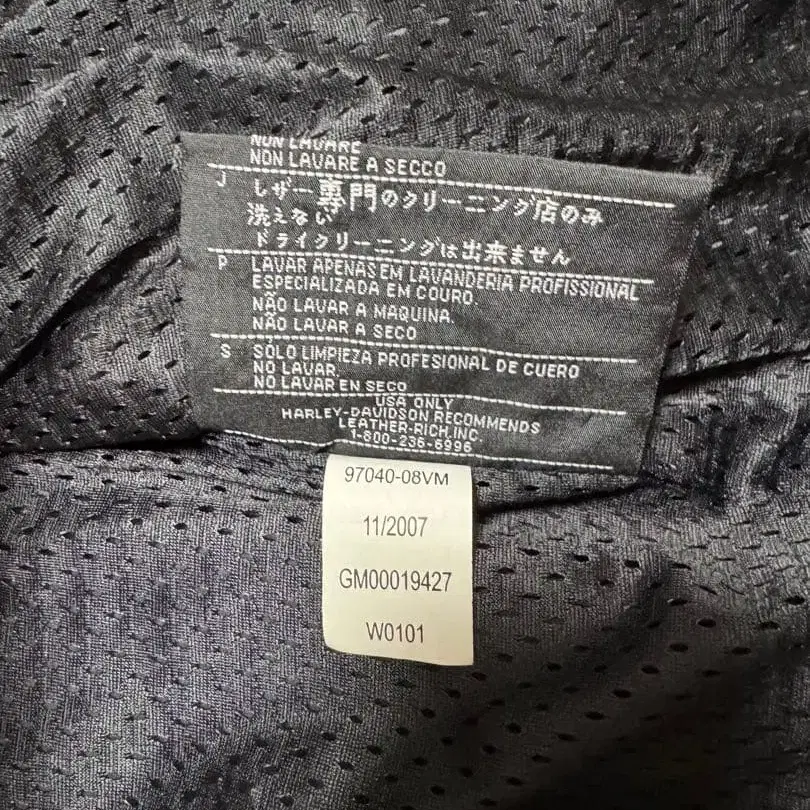 NON LAVARE
NON LAVARE A SECCO
J レザー専門のクリーニング店のみ
洗えない
ドライクリーニングは出来ません
P LAVAR APENAS EM LAVANDERIA PROFISSIONAL
ESPECIALIZADA EM COURO.
NÃO LAVAR A MAQUINA.
NÃO LAVAR A SECO
S SOLO LIMPIEZA PROFESIONAL DE CUERO
NO LAVAR.
NO LAVAR EN SECO
USA ONLY
HARLEY-DAVIDSON RECOMMENDS
LEATHER-RICH,INC.
1-800-236-6996
97040-08VM
11/2007
GM00019427
W0101